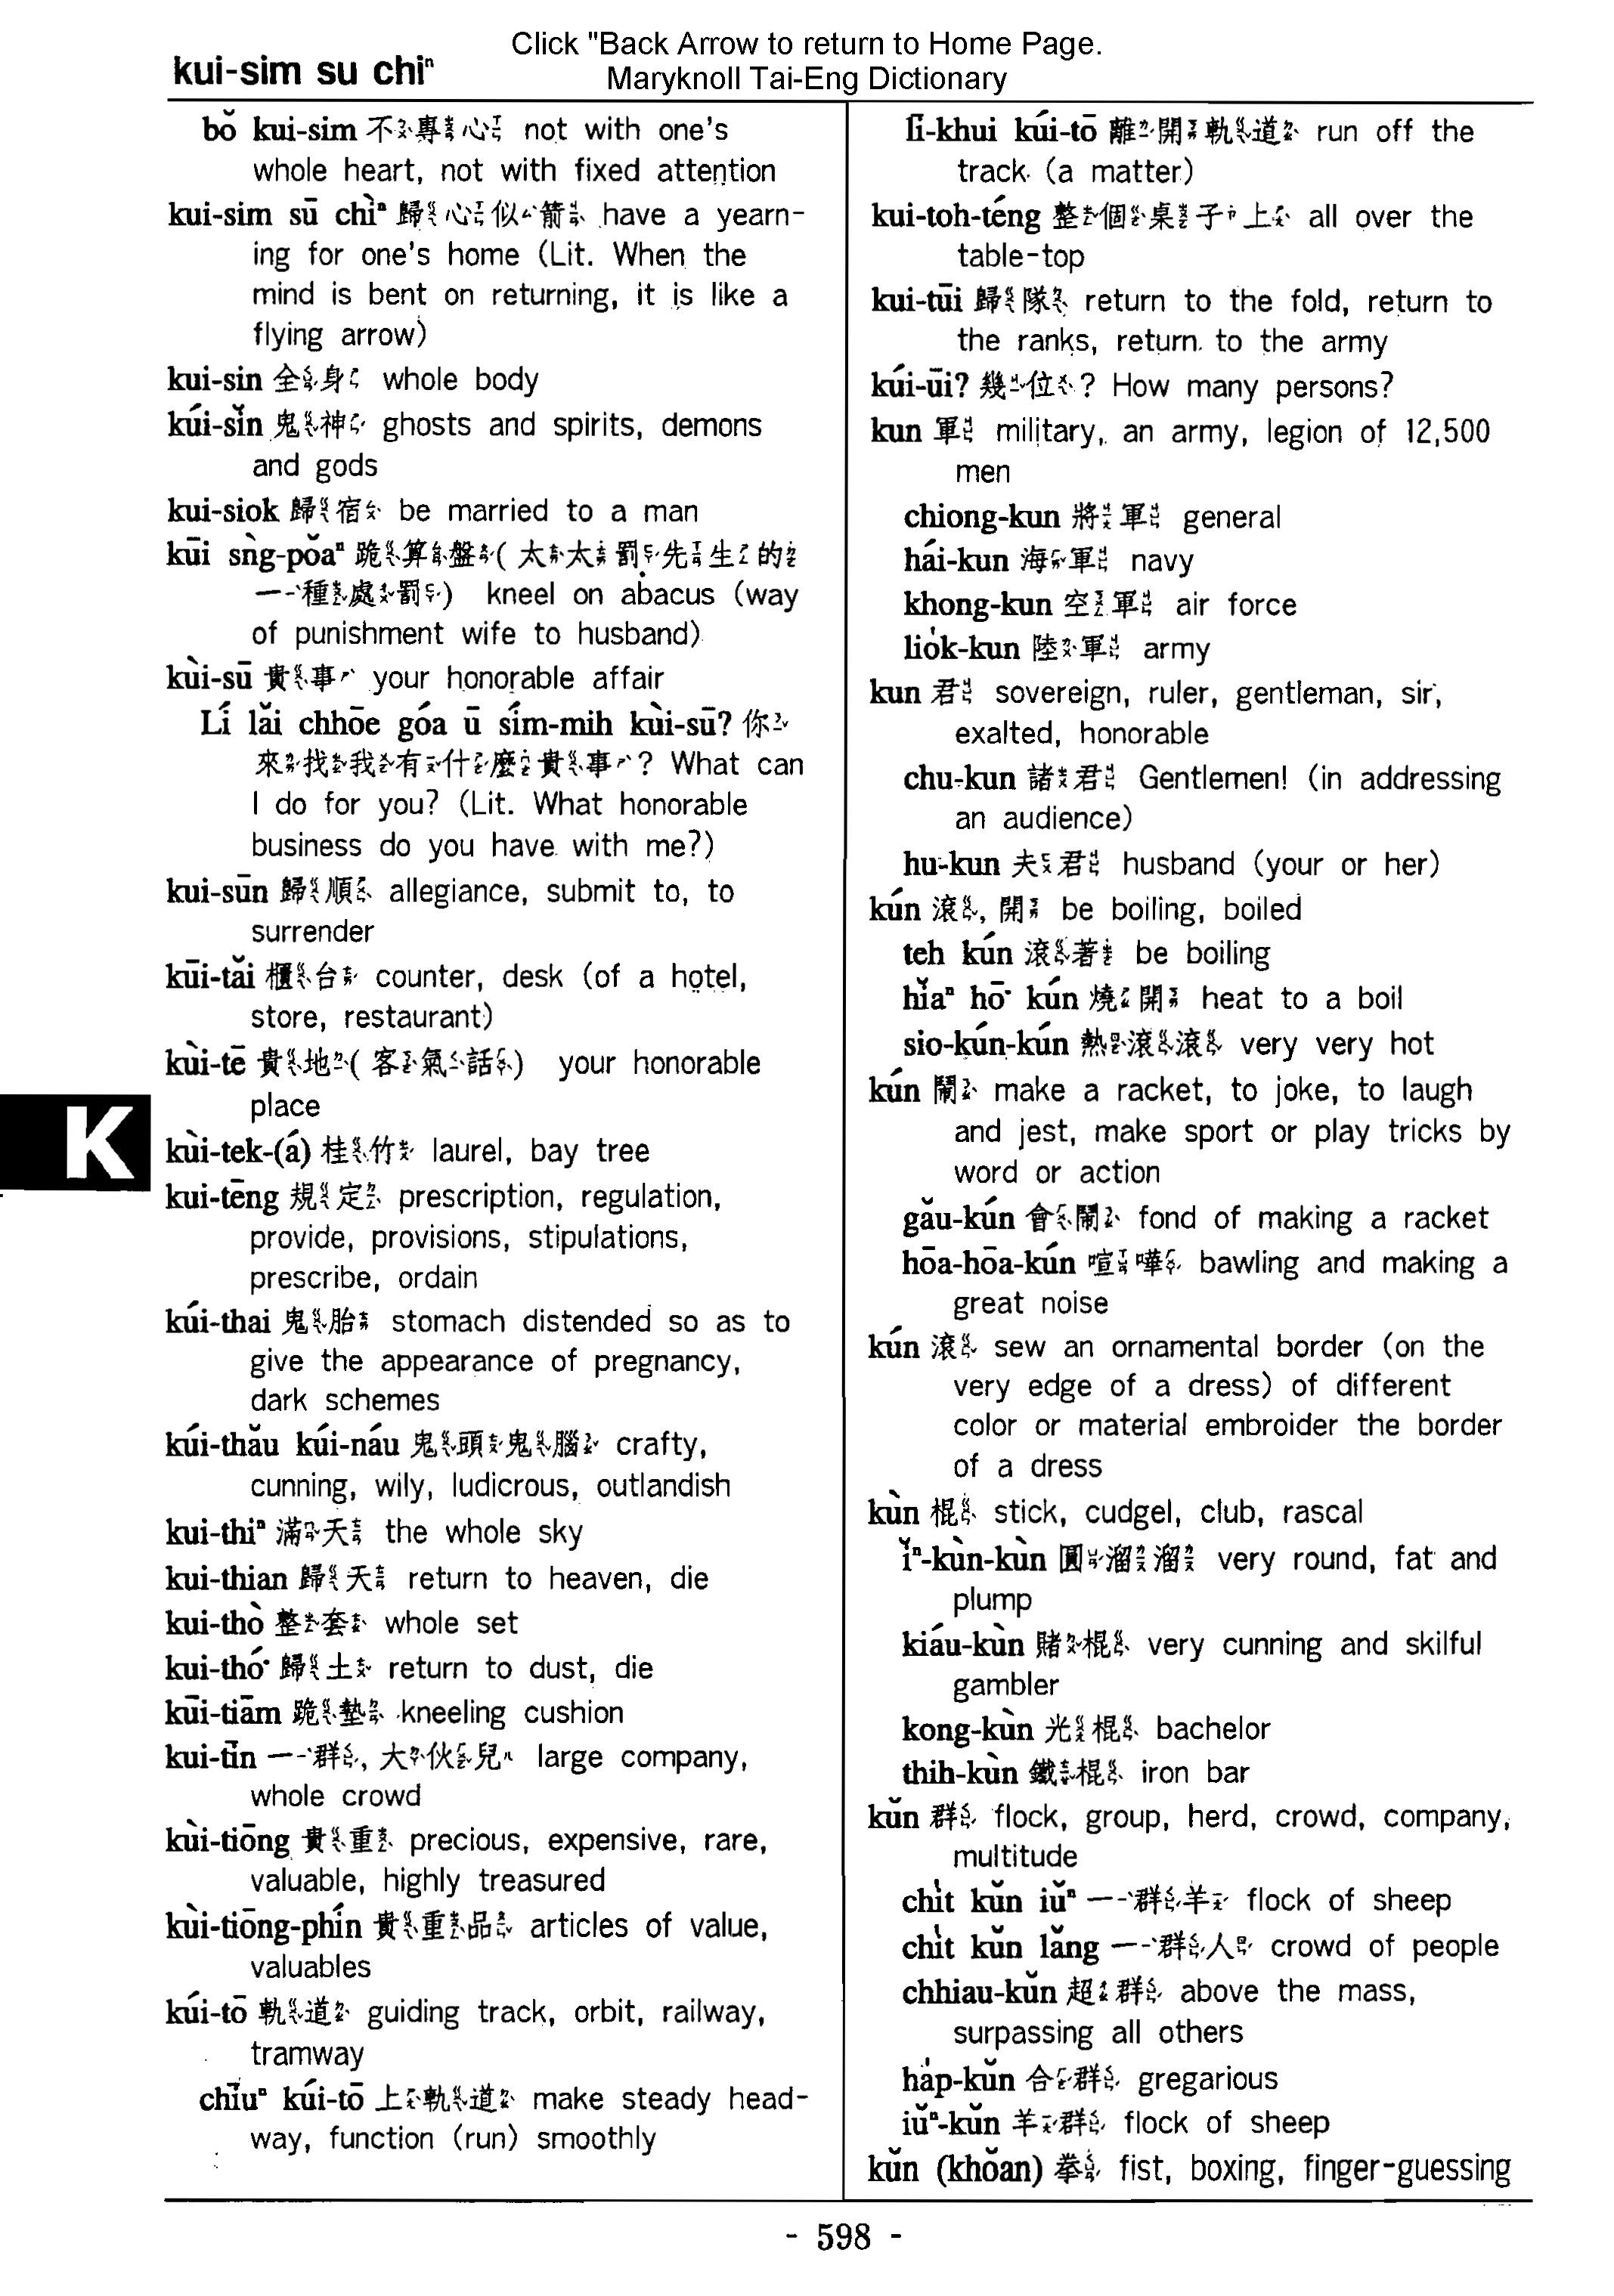 Click "Back Arrow to return to Home Page.
kui-sim su chiⁿ
Maryknoll Tai-Eng Dictionary
bŏ kui-sim 不專心 not with one's
whole heart, not with fixed attention
kui-sim sū chìⁿ 歸心似箭 have a yearn-
ing for one's home (Lit. When the
mind is bent on returning, it is like a
flying arrow)
kui-sin 全身 whole body
kúi-sĭn 鬼神 ghosts and spirits, demons
and gods
kui-siok 歸宿 be married to a man
kūi sǹg-pŏaⁿ 跪算盤(太太罰先生的
一種處罰) kneel on abacus (way
of punishment wife to husband)
kùi-sū 貴事 your honorable affair
Lí lăi chhōe góa ū sím-mih kùi-sū? 你
來找我有什麼貴事? What can
I do for you? (Lit. What honorable
business do you have with me?)
kui-sūn 歸順 allegiance, submit to, to
surrender
kūi-tăi 櫃台 counter, desk (of a hotel,
store, restaurant)
kùi-tē 貴地(客氣話) your honorable
place
K
kùi-tek-(á) 桂竹 laurel, bay tree
kui-tēng 規定 prescription, regulation,
provide, provisions, stipulations,
prescribe, ordain
kúi-thai 鬼胎 stomach distended so as to
give the appearance of pregnancy,
dark schemes
kúi-thău kúi-náu 鬼頭鬼腦 crafty,
cunning, wily, ludicrous, outlandish
kui-thiⁿ 滿天 the whole sky
kui-thian 歸天 return to heaven, die
kui-thò 整套 whole set
kui-thó͘ 歸土 return to dust, die
kūi-tiām 跪墊 kneeling cushion
kui-tīn 一群, 大伙兒 large company,
whole crowd
kùi-tiōng 貴重 precious, expensive, rare,
valuable, highly treasured
kùi-tiōng-phín 貴重品 articles of value,
valuables
kúi-tō 軌道 guiding track, orbit, railway,
tramway
chīuⁿ kúi-tō 上軌道 make steady head-
way, function (run) smoothly
lī-khui kúi-tō 離開軌道 run off the
track (a matter)
kui-toh-téng 整個桌子上 all over the
table-top
kui-tūi 歸隊 return to the fold, return to
the ranks, return to the army
kúi-ūi? 幾位? How many persons?
kun 軍 military, an army, legion of 12,500
men
chiong-kun 將軍 general
hái-kun 海軍 navy
khong-kun 空軍 air force
lio̍k-kun 陸軍 army
kun 君 sovereign, ruler, gentleman, sir,
exalted, honorable
chu-kun 諸君 Gentlemen! (in addressing
an audience)
hu-kun 夫君 husband (your or her)
kún 滾, 開 be boiling, boiled
teh kún 滾著 be boiling
hĭaⁿ hō͘ kún 燒開 heat to a boil
sio-kún-kún 熱滾滾 very very hot
kún 鬧 make a racket, to joke, to laugh
and jest, make sport or play tricks by
word or action
gău-kún 會鬧 fond of making a racket
hōa-hōa-kún 喧嘩 bawling and making a
great noise
kún 滾 sew an ornamental border (on the
very edge of a dress) of different
color or material embroider the border
of a dress
kùn 棍 stick, cudgel, club, rascal
ĭⁿ-kùn-kùn 圓溜溜 very round, fat and
plump
kiáu-kùn 賭棍 very cunning and skilful
gambler
kong-kùn 光棍 bachelor
thih-kùn 鐵棍 iron bar
kŭn 群 flock, group, herd, crowd, company,
multitude
chi̍t kŭn iŭⁿ 一群羊 flock of sheep
chi̍t kŭn lăng 一群人 crowd of people
chhiau-kŭn 超群 above the mass,
surpassing all others
ha̍p-kŭn 合群 gregarious
iŭⁿ-kŭn 羊群 flock of sheep
kŭn (khŏan) 拳 fist, boxing, finger-guessing
- 598 -